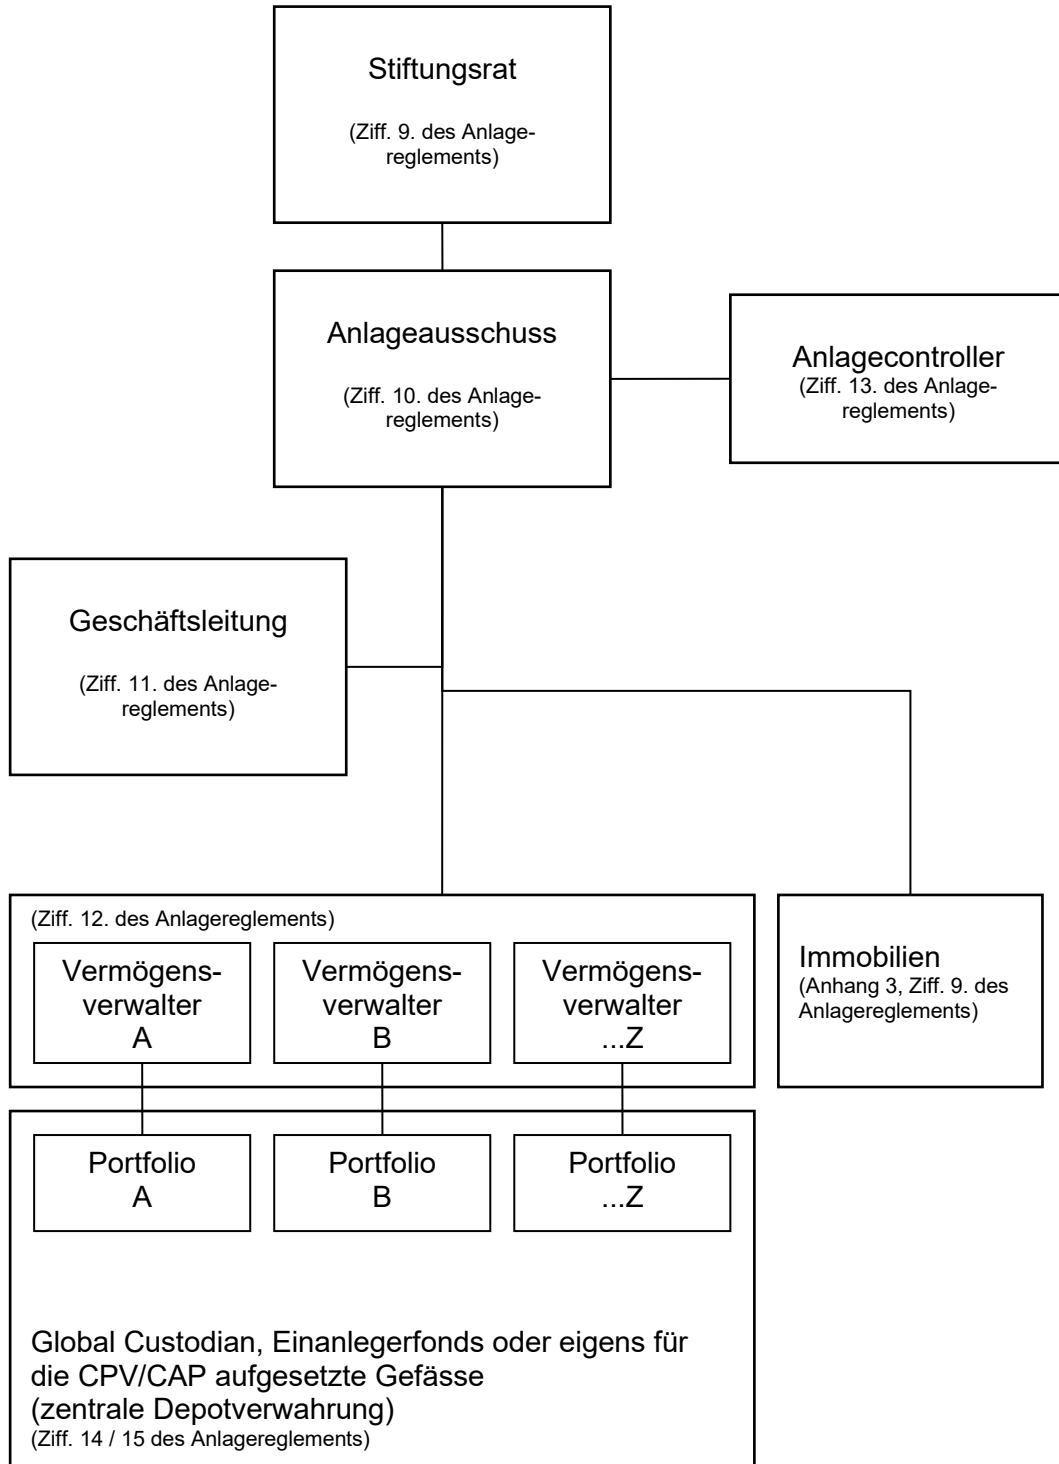 Stiftungsrat
(Ziff. 9. des Anlage-
reglements)
Anlageausschuss
(Ziff. 10. des Anlage-
reglements)
Anlagecontroller
(Ziff. 13. des Anlage-
reglements)
Geschäftsleitung
(Ziff. 11. des Anlage-
reglements)
(Ziff. 12. des Anlagereglements)
Vermögens-
verwalter
A
Vermögens-
verwalter
B
Vermögens-
verwalter
...Z
Immobilien
(Anhang 3, Ziff. 9. des
Anlagereglements)
Portfolio
A
Portfolio
B
Portfolio
...Z
Global Custodian, Einanlegerfonds oder eigens für
die CPV/CAP aufgesetzte Gefässe
(zentrale Depotverwahrung)
(Ziff. 14 / 15 des Anlagereglements)